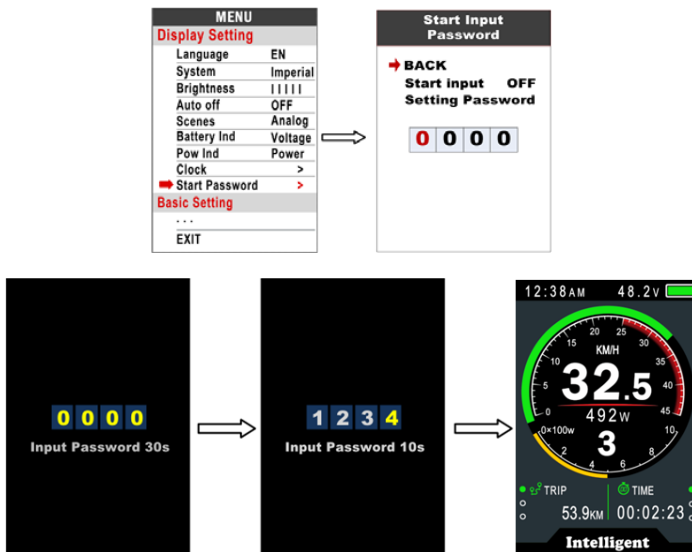 MENU
Display Setting
Language EN
System Imperial
Brightness | | | | |
Auto off OFF
Scenes Analog
Battery Ind Voltage
Pow Ind Power
Clock >
Start Password >
Basic Setting
. . .
EXIT
Start Input
Password
BACK
Start input OFF
Setting Password
0 0 0 0
0 0 0 0
Input Password 30s
1 2 3 4
Input Password 10s
12:38AM 48.2V
20 25
15 30
KM/H
10 35
32.5
5 40
492W
0 45
0×100w 10
3
2 8
4 6
TRIP TIME
53.9KM 00:02:23
Intelligent